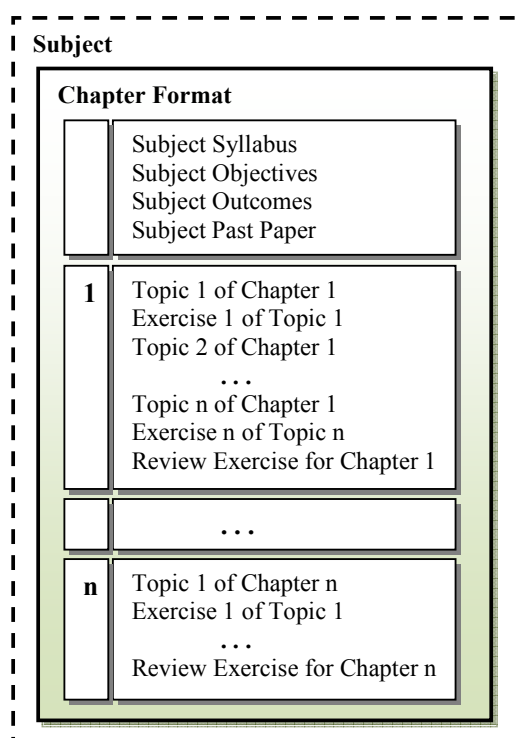 Subject
Chapter Format
Subject Syllabus
Subject Objectives
Subject Outcomes
Subject Past Paper
1
Topic 1 of Chapter 1
Exercise 1 of Topic 1
Topic 2 of Chapter 1
...
Topic n of Chapter 1
Exercise n of Topic n
Review Exercise for Chapter 1
...
n
Topic 1 of Chapter n
Exercise 1 of Topic 1
...
Review Exercise for Chapter n